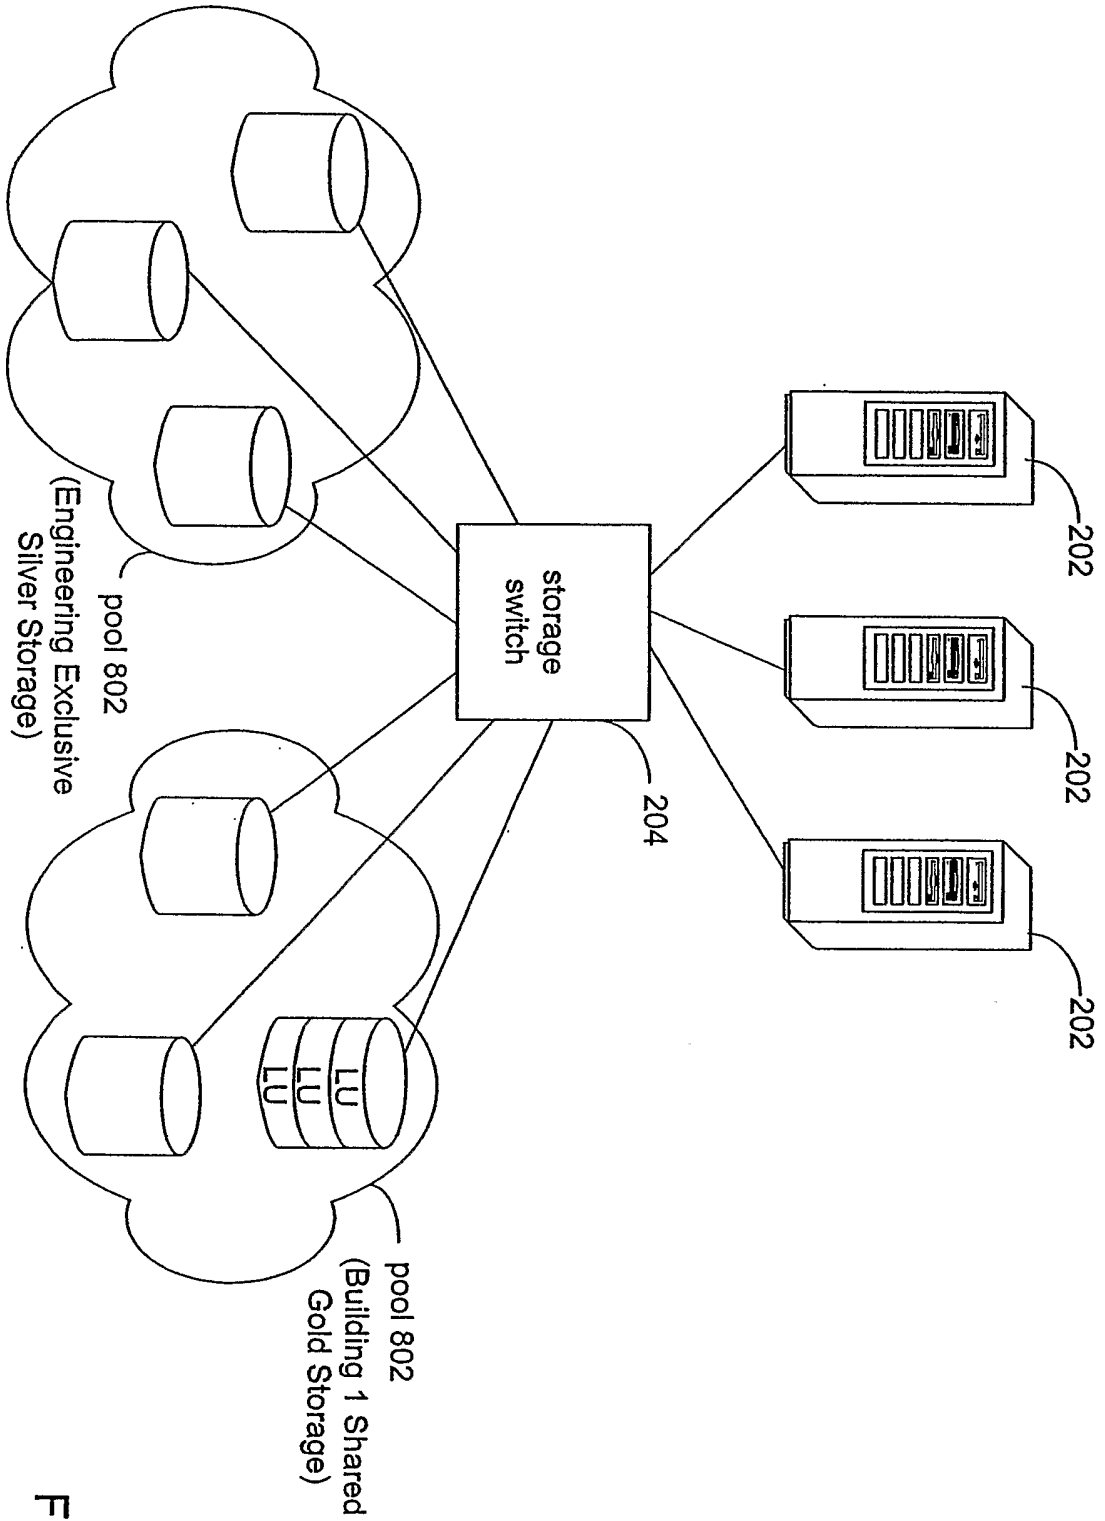 202
202
202
204
storage
switch
pool 802
(Engineering Exclusive
Silver Storage)
LU
LU
LU
pool 802
(Building 1 Shared
Gold Storage)
F